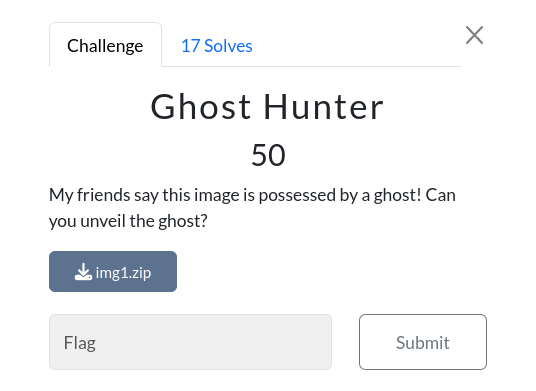 Challenge
17 Solves
Ghost Hunter
50
My friends say this image is possessed by a ghost! Can
you unveil the ghost?
img1.zip
Flag
Submit